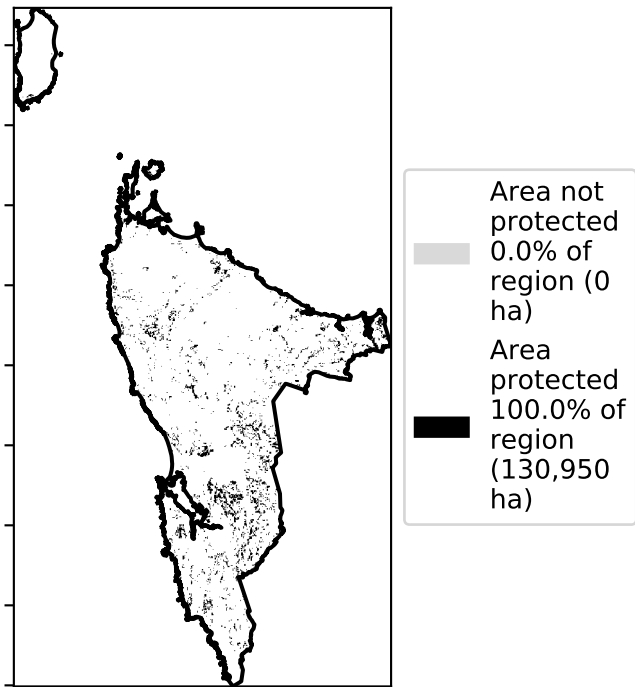 Area not
protected
0.0% of
region (0
ha)
Area
protected
100.0% of
region
(130,950
ha)